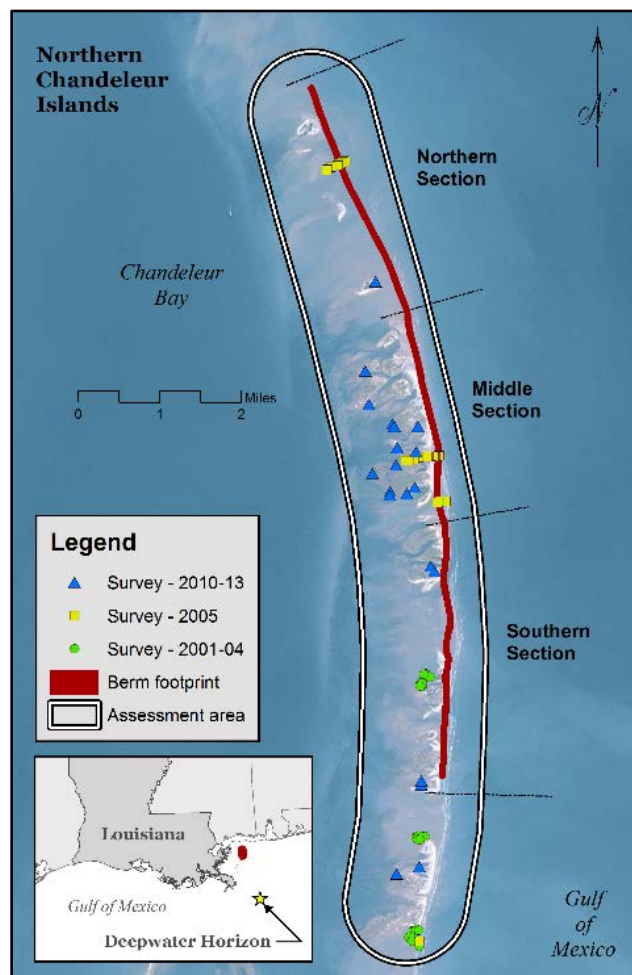 Northern
Chandeleur
Islands
N
Northern
Section
Chandeleur
Bay
Miles
0 1 2
Middle
Section
Legend
Survey - 2010-13
Survey - 2005
Survey - 2001-04
Berm footprint
Assessment area
Southern
Section
Louisiana
Gulf of Mexico
Deepwater Horizon
Gulf
of
Mexico